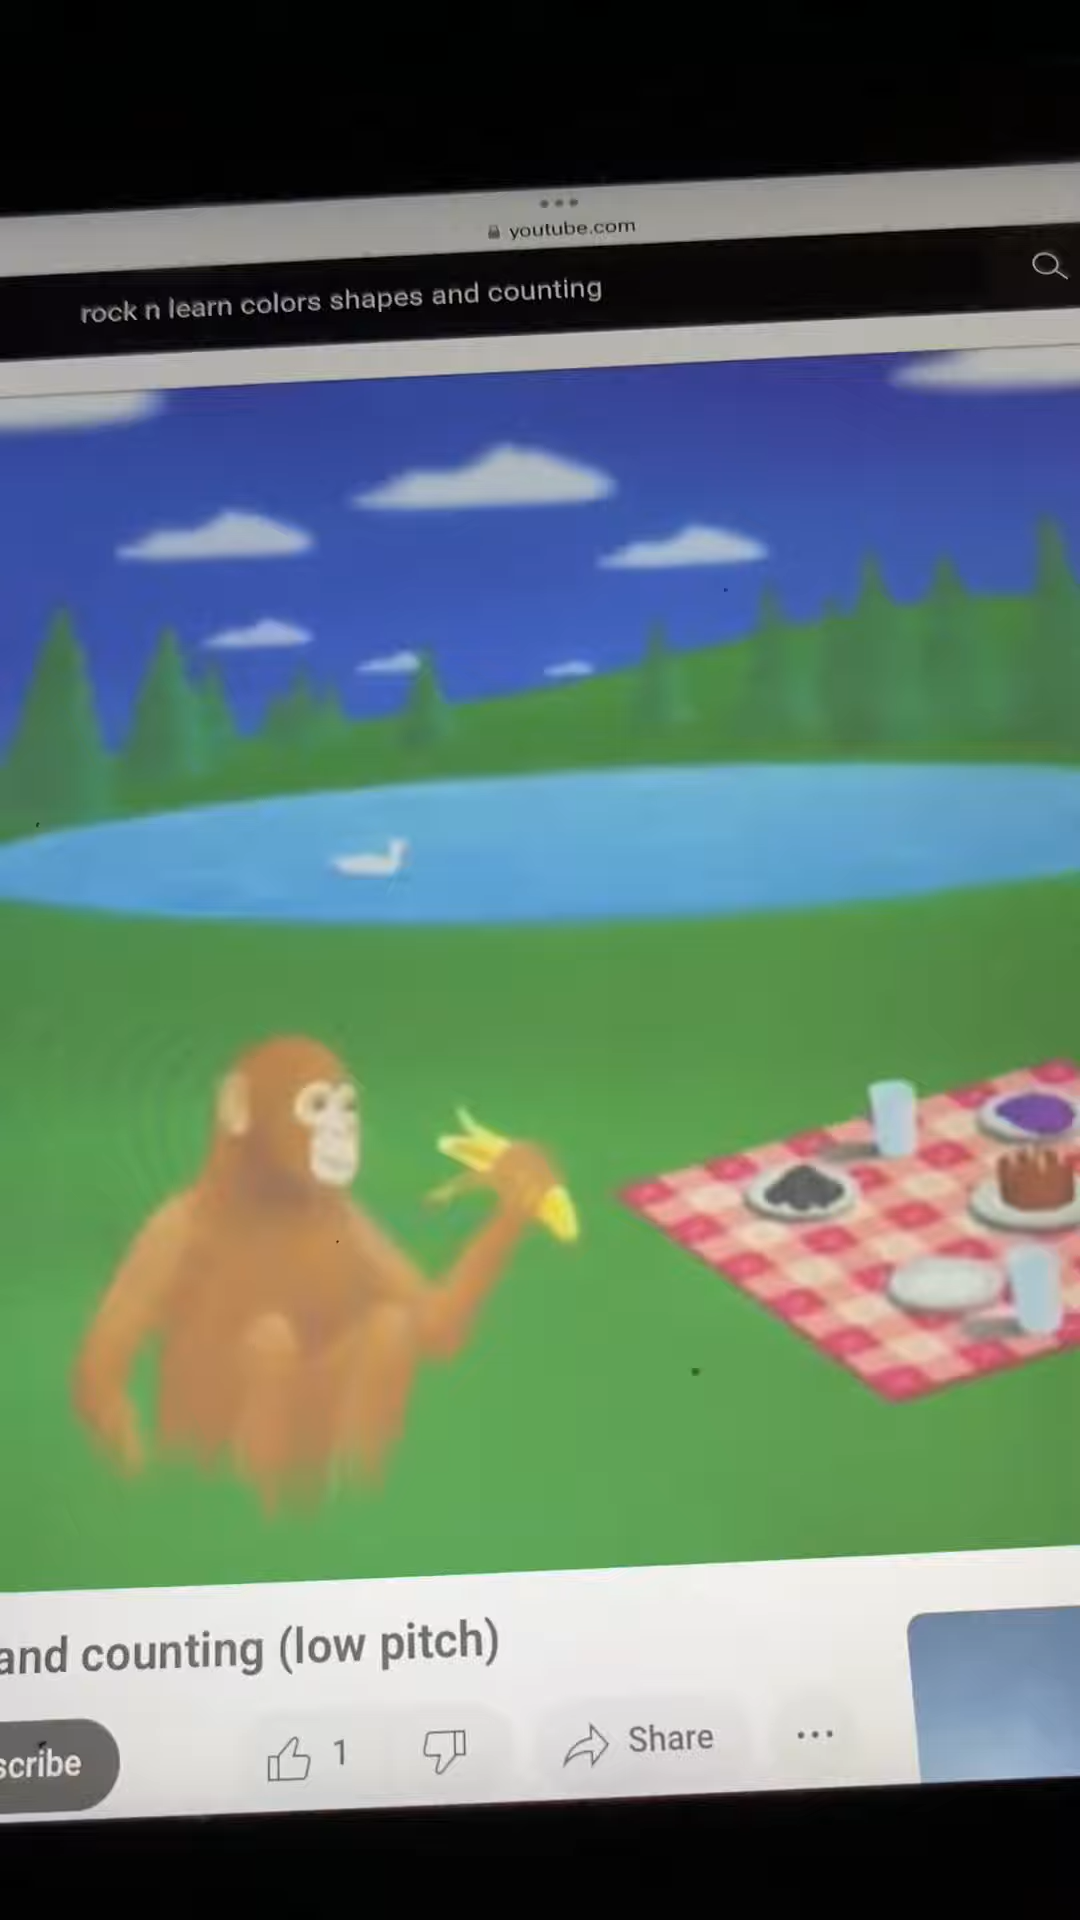 youtube.com
rock n learn colors shapes and counting
and counting (low pitch)
scribe
1
Share